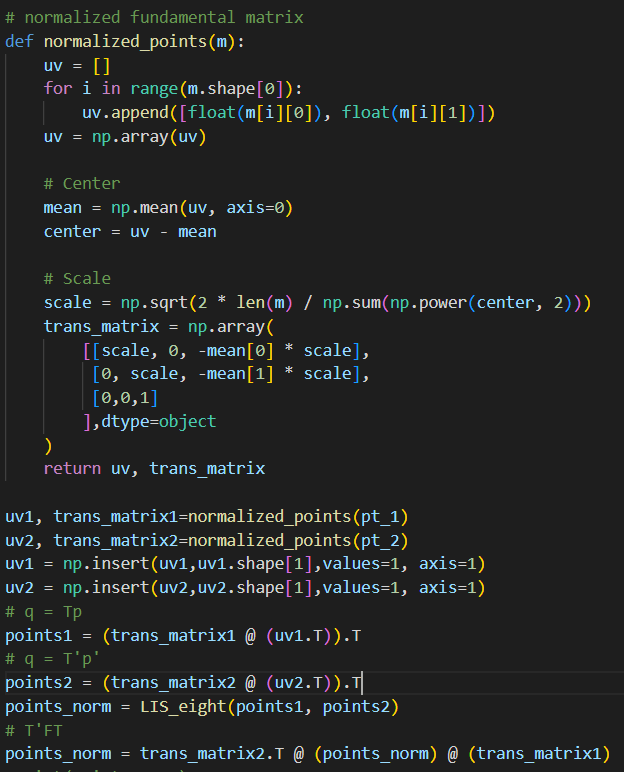 # normalized fundamental matrix
def normalized_points(m):
    uv = []
    for i in range(m.shape[0]):
        uv.append([float(m[i][0]), float(m[i][1])])
    uv = np.array(uv)

    # Center
    mean = np.mean(uv, axis=0)
    center = uv - mean

    # Scale
    scale = np.sqrt(2 * len(m) / np.sum(np.power(center, 2)))
    trans_matrix = np.array(
        [[scale, 0, -mean[0] * scale],
         [0, scale, -mean[1] * scale],
         [0,0,1]
        ],dtype=object
    )
    return uv, trans_matrix

uv1, trans_matrix1=normalized_points(pt_1)
uv2, trans_matrix2=normalized_points(pt_2)
uv1 = np.insert(uv1,uv1.shape[1],values=1, axis=1)
uv2 = np.insert(uv2,uv2.shape[1],values=1, axis=1)
# q = Tp
points1 = (trans_matrix1 @ (uv1.T)).T
# q = T'p'
points2 = (trans_matrix2 @ (uv2.T)).T
points_norm = LIS_eight(points1, points2)
# T'FT
points_norm = trans_matrix2.T @ (points_norm) @ (trans_matrix1)